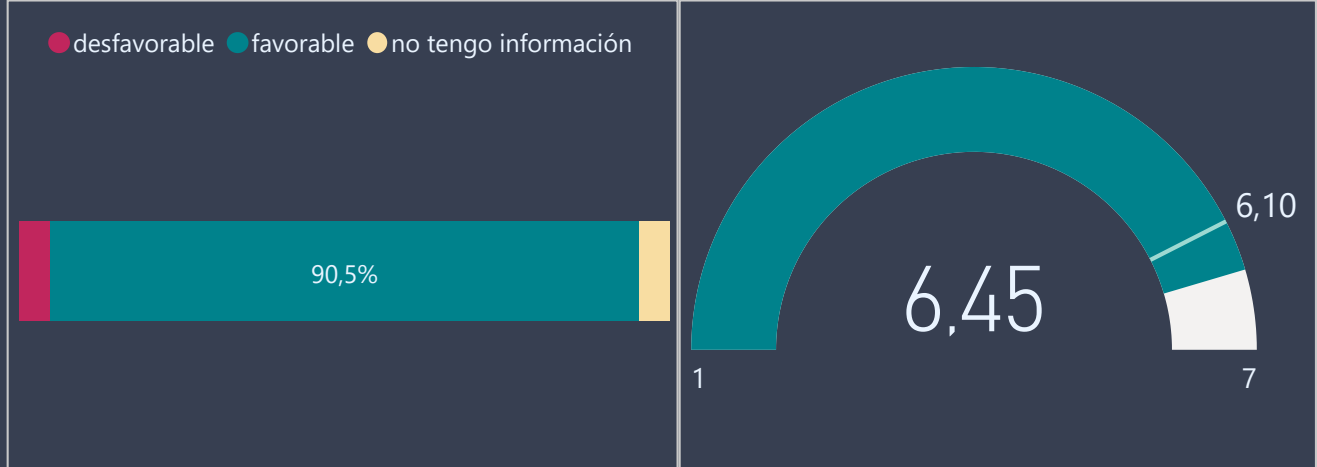 desfavorable favorable no tengo información
90,5%
6,10
6,45
1 7